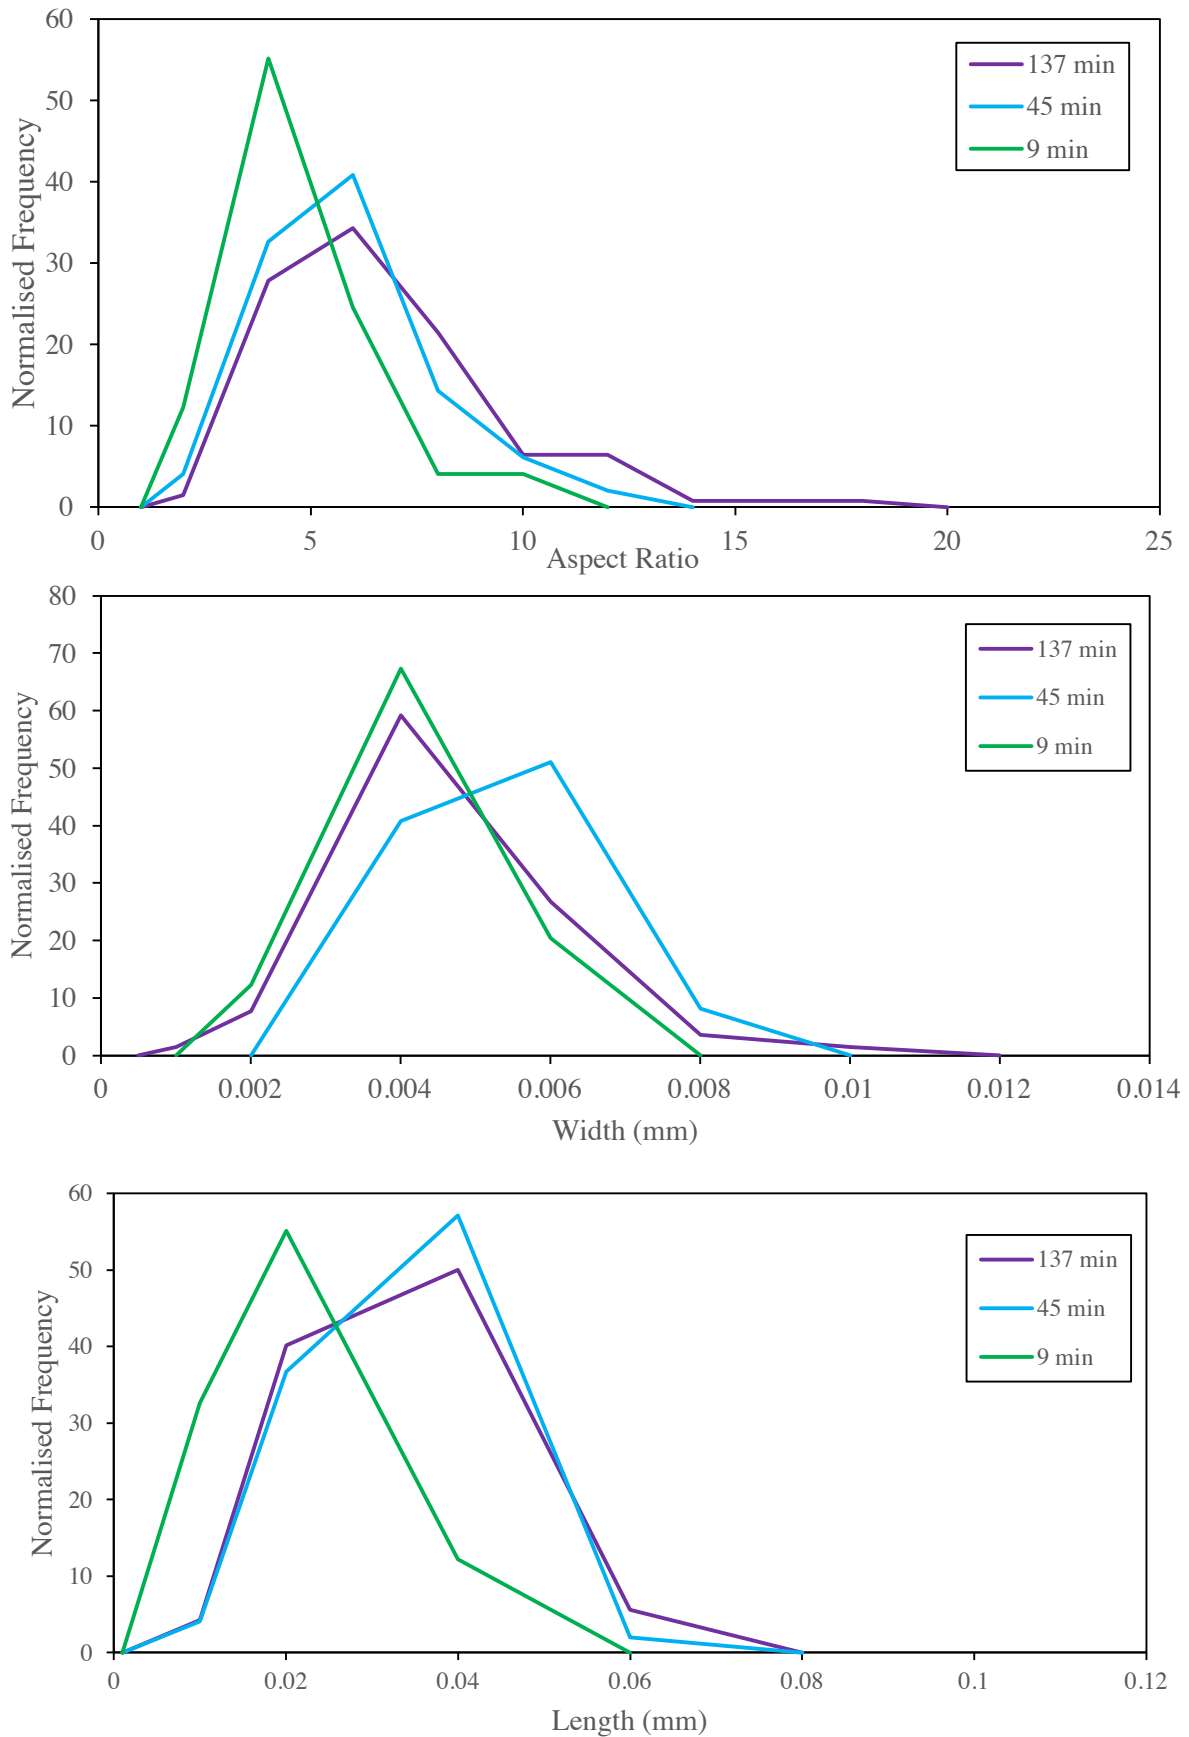 60
50
40
30
20
10
0
Normalised Frequency
137 min
45 min
9 min
0 5 10 15 20 25
Aspect Ratio
80
70
60
50
40
30
20
10
0
Normalised Frequency
137 min
45 min
9 min
0 0.002 0.004 0.006 0.008 0.01 0.012 0.014
Width (mm)
60
50
40
30
20
10
0
Normalised Frequency
137 min
45 min
9 min
0 0.02 0.04 0.06 0.08 0.1 0.12
Length (mm)